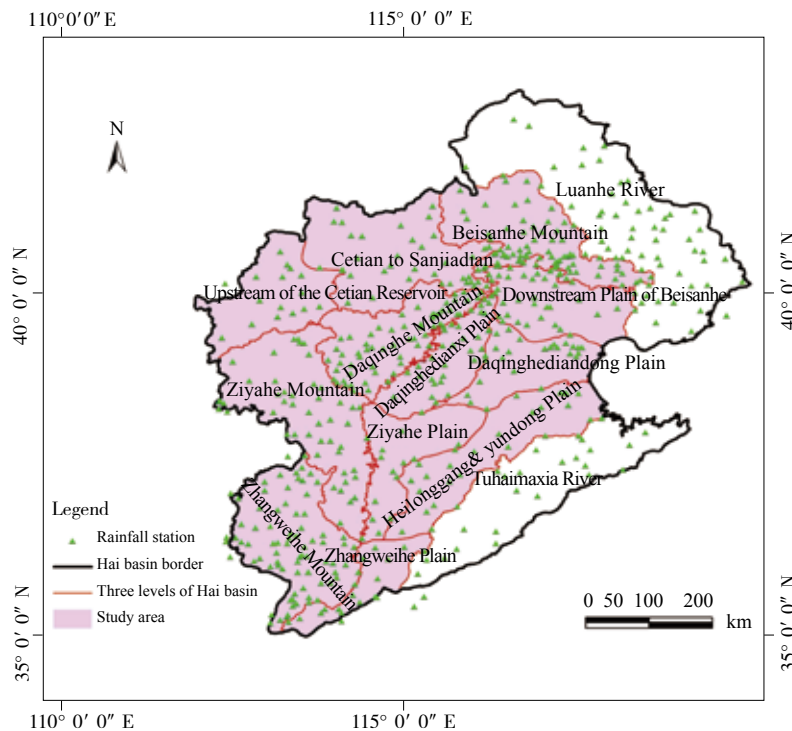 110° 0′ 0″ E
115° 0′ 0″ E
N
Luanhe River
Beisanhe Mountain
Cetian to Sanjiadian
Upstream of the Cetian Reservoir
Downstream Plain of Beisanhe
40° 0′ 0″ N
40° 0′ 0″ N
Daqinghe Mountain
Daqinghedianxi Plain
Daqinghediandong Plain
Ziyahe Mountain
Ziyahe Plain
Heilonggang& yundong Plain
Tuhaimaxia River
Zhangweihe Mountain
Zhangweihe Plain
Legend
Rainfall station
Hai basin border
Three levels of Hai basin
Study area
0 50 100 200
km
35° 0′ 0″ N
35° 0′ 0″ N
110° 0′ 0″ E
115° 0′ 0″ E